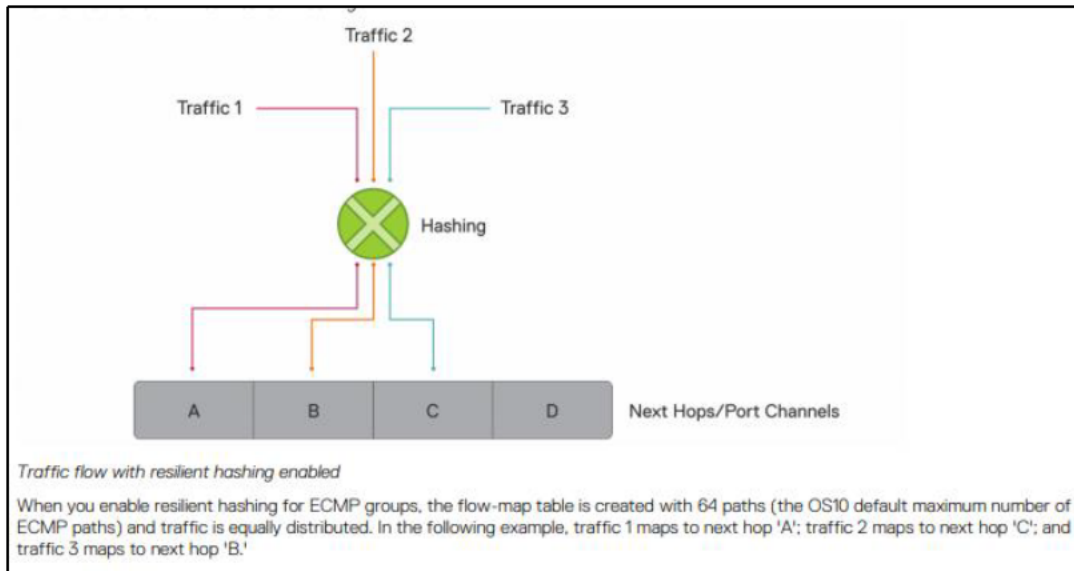 Traffic 2
Traffic 1
Traffic 3
Hashing
A
B
C
D
Next Hops/Port Channels
Traffic flow with resilient hashing enabled
When you enable resilient hashing for ECMP groups, the flow-map table is created with 64 paths (the OS10 default maximum number of
ECMP paths) and traffic is equally distributed. In the following example, traffic 1 maps to next hop 'A'; traffic 2 maps to next hop 'C'; and
traffic 3 maps to next hop 'B.'